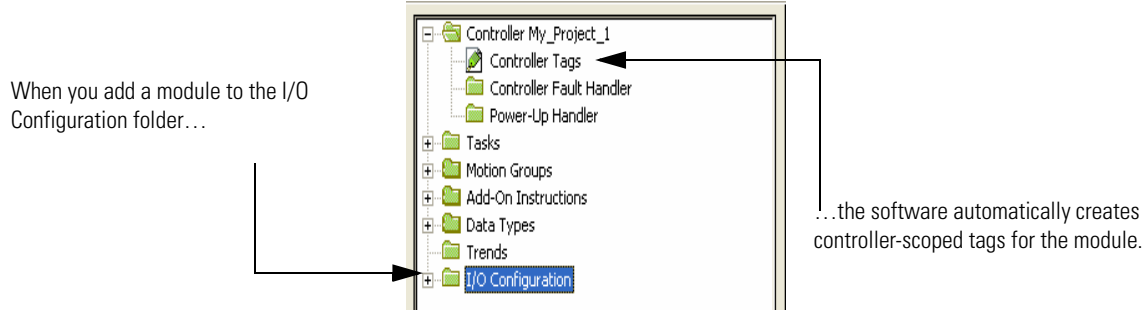 Controller My_Project_1
Controller Tags
Controller Fault Handler
Power-Up Handler
Tasks
Motion Groups
Add-On Instructions
Data Types
Trends
I/O Configuration
When you add a module to the I/O
Configuration folder…
…the software automatically creates
controller-scoped tags for the module.